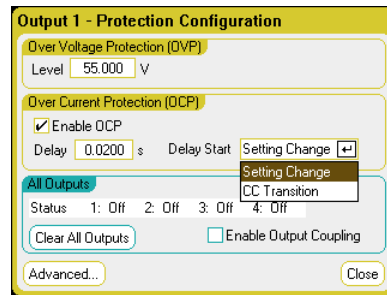 Output 1 - Protection Configuration
Over Voltage Protection (OVP)
Level 55.000 V
Over Current Protection (OCP)
Enable OCP
Delay 0.0200 s Delay Start Setting Change
Setting Change
CC Transition
All Outputs
Status 1: Off 2: Off 3: Off 4: Off
Clear All Outputs Enable Output Coupling
Advanced... Close